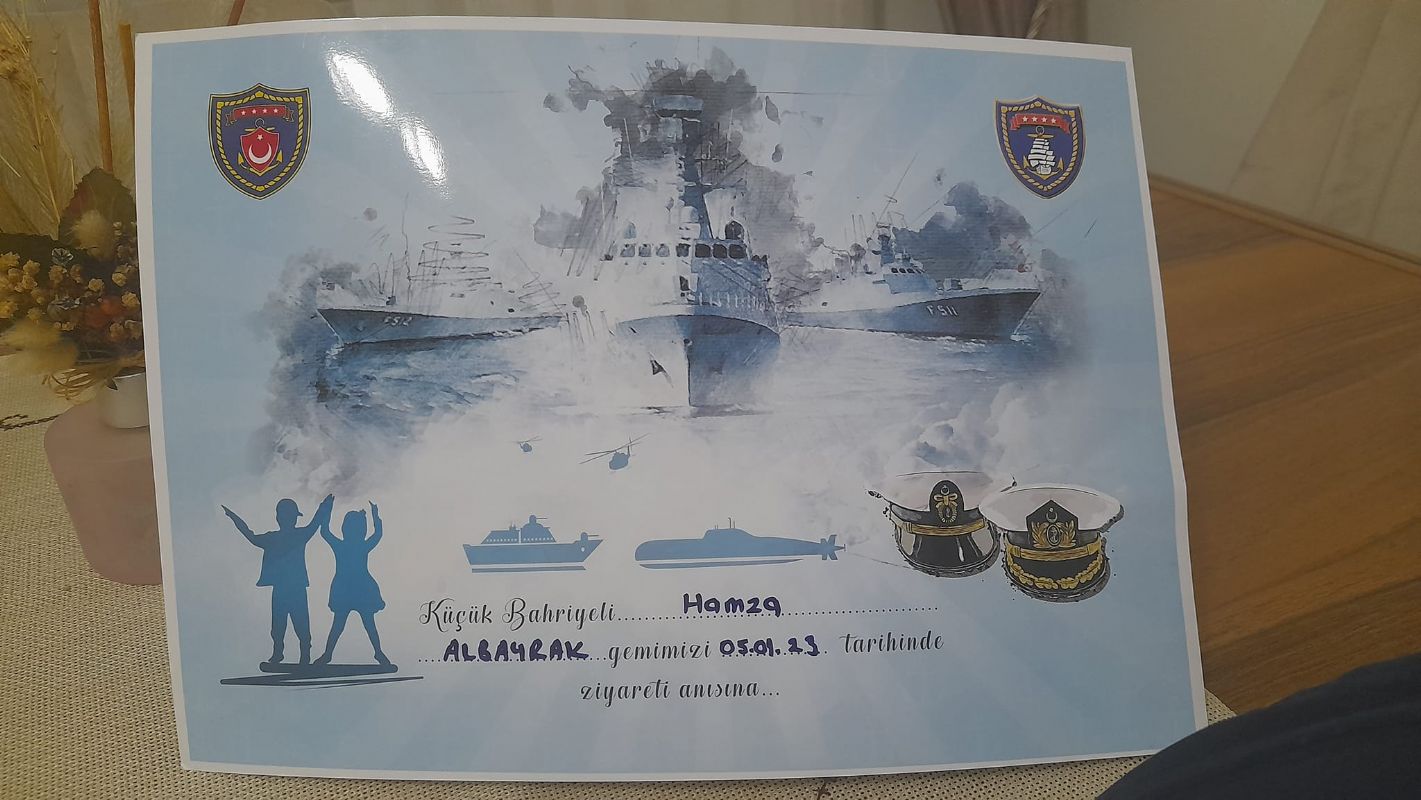 F512
F511
Küçük Bahriyeli..............Hamza........................
....ALBAYRAK...gemimizi 05.01.23. tarihinde
ziyareti anısına...